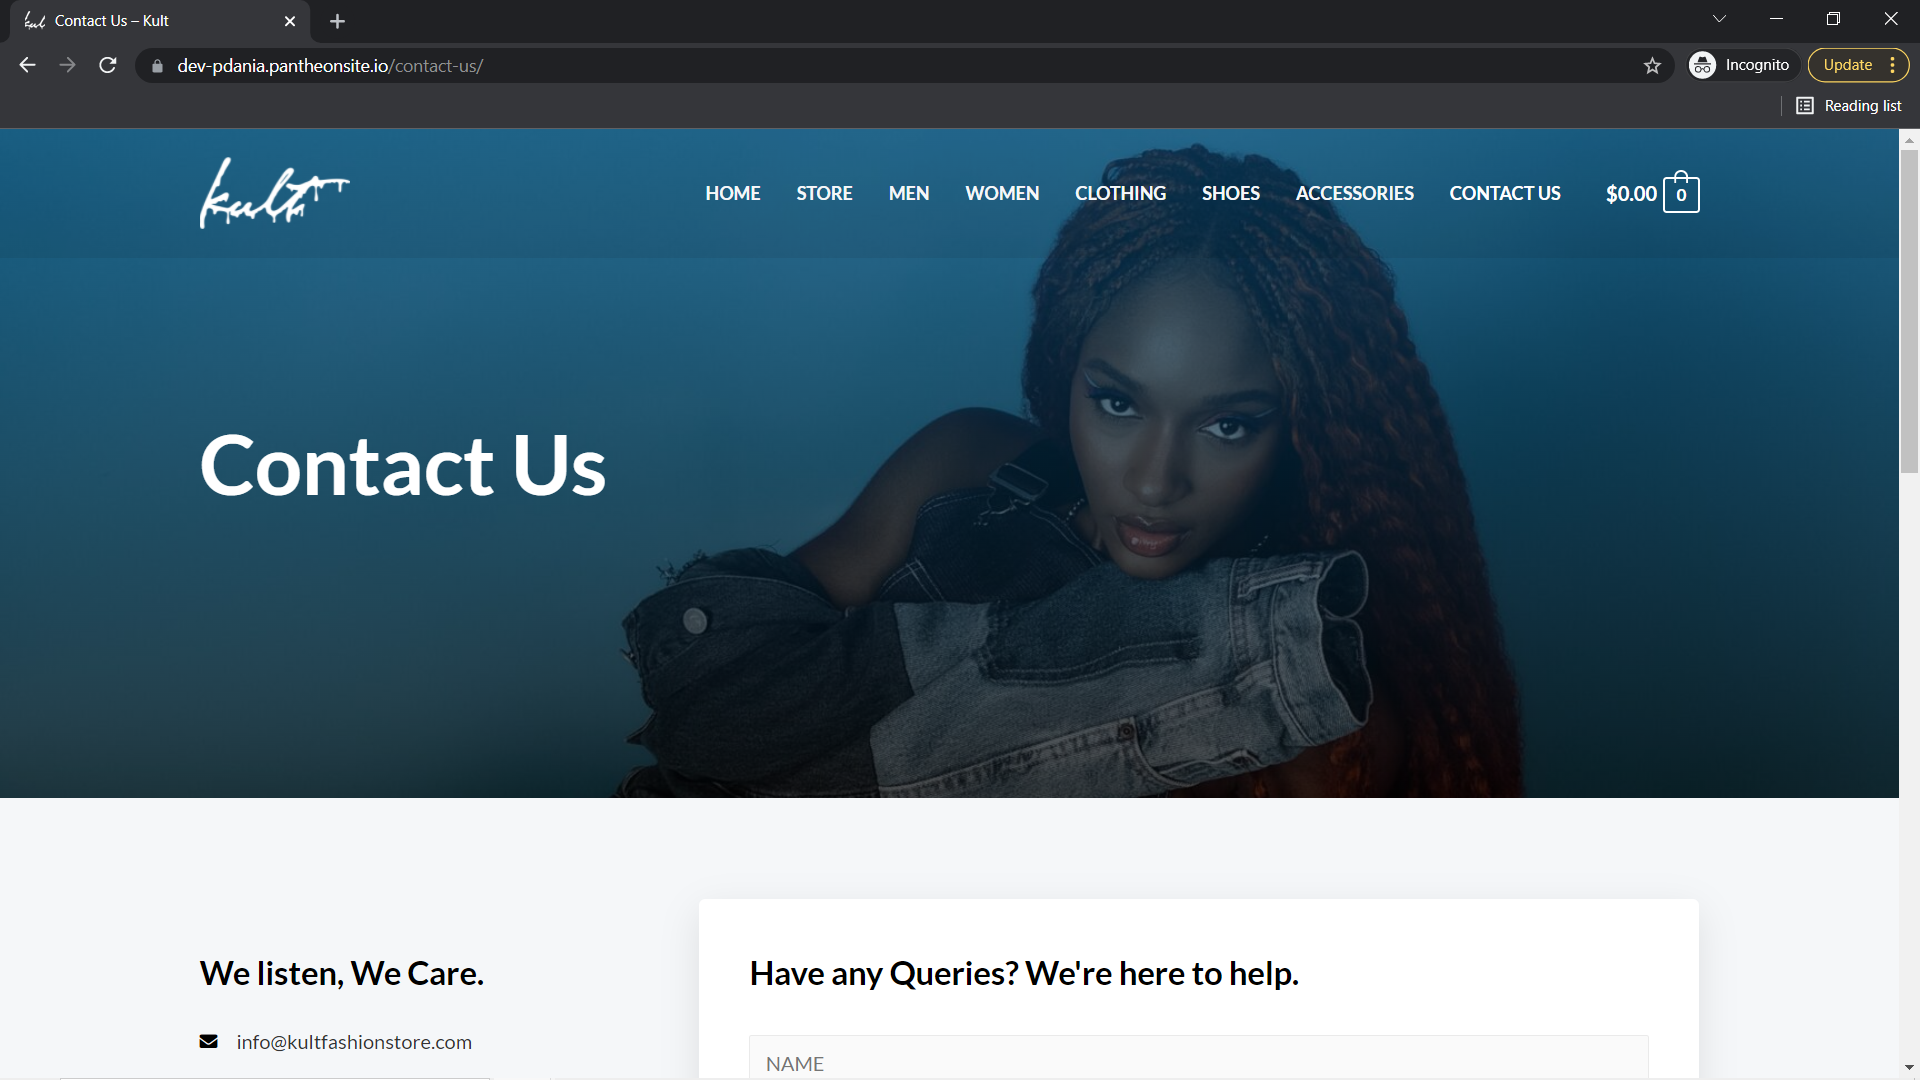 kult Contact Us – Kult
dev-pdania.pantheonsite.io/contact-us/
Incognito
Update
Reading list
kult
HOME STORE MEN WOMEN CLOTHING SHOES ACCESSORIES CONTACT US $0.00 0
Contact Us
We listen, We Care.
info@kultfashionstore.com
Have any Queries? We're here to help.
NAME